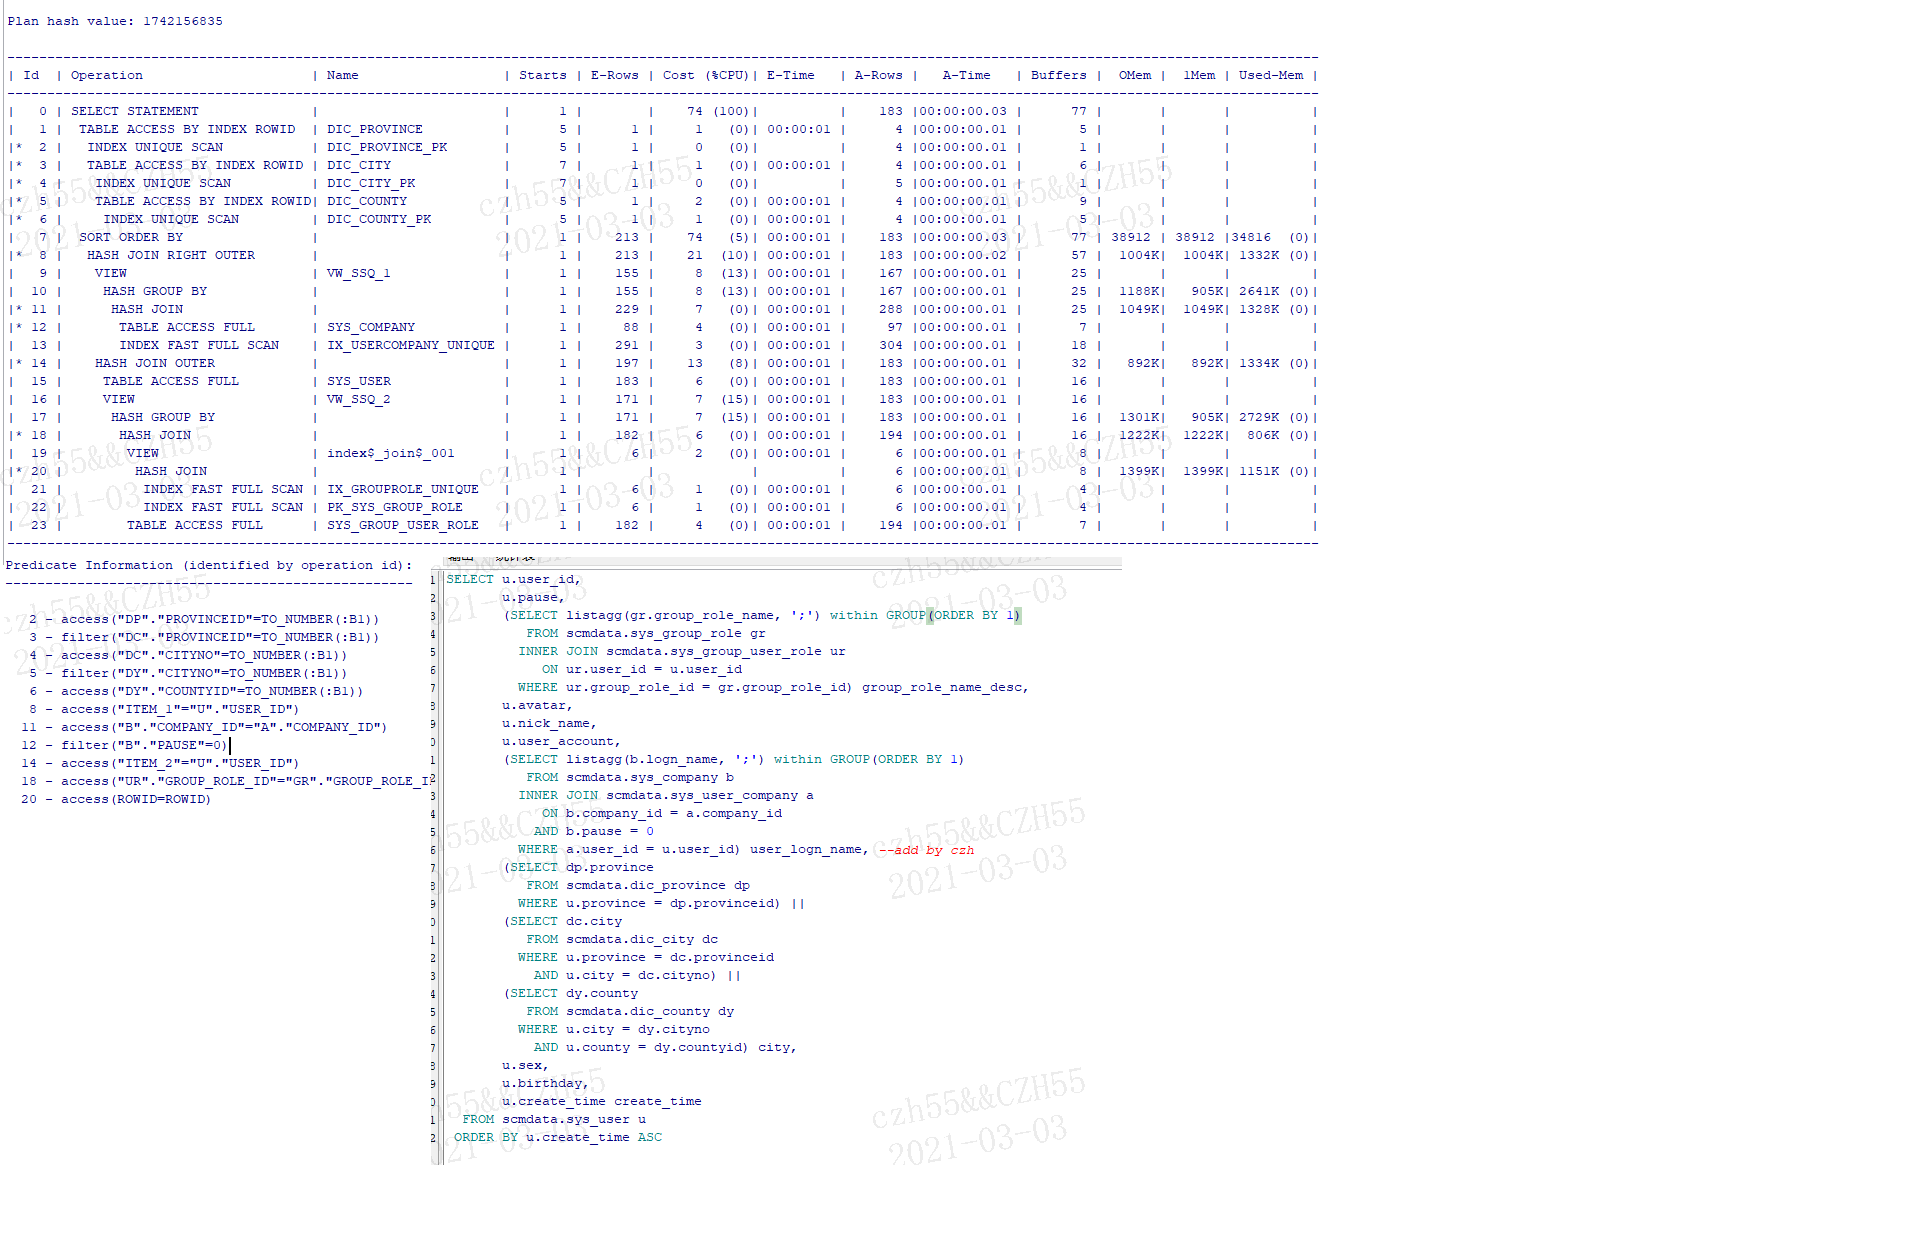 Plan hash value: 1742156835
| Id | Operation | Name | Starts | E-Rows | Cost (%CPU)| E-Time | A-Rows | A-Time | Buffers | OMem | 1Mem | Used-Mem |
| 0 | SELECT STATEMENT | | 1 | | 74 (100)| | 183 |00:00:00.03 | 77 | | | |
| 1 | TABLE ACCESS BY INDEX ROWID | DIC_PROVINCE | 5 | 1 | 1 (0)| 00:00:01 | 4 |00:00:00.01 | 5 | | | |
|* 2 | INDEX UNIQUE SCAN | DIC_PROVINCE_PK | 5 | 1 | 0 (0)| | 4 |00:00:00.01 | 1 | | | |
|* 3 | TABLE ACCESS BY INDEX ROWID | DIC_CITY | 7 | 1 | 1 (0)| 00:00:01 | 4 |00:00:00.01 | 6 | | | |
|* 4 | INDEX UNIQUE SCAN | DIC_CITY_PK | 7 | 1 | 0 (0)| | 5 |00:00:00.01 | 1 | | | |
|* 5 | TABLE ACCESS BY INDEX ROWID| DIC_COUNTY | 5 | 1 | 2 (0)| 00:00:01 | 4 |00:00:00.01 | 9 | | | |
|* 6 | INDEX UNIQUE SCAN | DIC_COUNTY_PK | 5 | 1 | 1 (0)| 00:00:01 | 4 |00:00:00.01 | 5 | | | |
| 7 | SORT ORDER BY | | 1 | 213 | 74 (5)| 00:00:01 | 183 |00:00:00.03 | 77 | 38912 | 38912 |34816 (0)|
|* 8 | HASH JOIN RIGHT OUTER | | 1 | 213 | 21 (10)| 00:00:01 | 183 |00:00:00.02 | 57 | 1004K| 1004K| 1332K (0)|
| 9 | VIEW | VW_SSQ_1 | 1 | 155 | 8 (13)| 00:00:01 | 167 |00:00:00.01 | 25 | | | |
| 10 | HASH GROUP BY | | 1 | 155 | 8 (13)| 00:00:01 | 167 |00:00:00.01 | 25 | 1188K| 905K| 2641K (0)|
|* 11 | HASH JOIN | | 1 | 229 | 7 (0)| 00:00:01 | 288 |00:00:00.01 | 25 | 1049K| 1049K| 1328K (0)|
|* 12 | TABLE ACCESS FULL | SYS_COMPANY | 1 | 88 | 4 (0)| 00:00:01 | 97 |00:00:00.01 | 7 | | | |
| 13 | INDEX FAST FULL SCAN | IX_USERCOMPANY_UNIQUE | 1 | 291 | 3 (0)| 00:00:01 | 304 |00:00:00.01 | 18 | | | |
|* 14 | HASH JOIN OUTER | | 1 | 197 | 13 (8)| 00:00:01 | 183 |00:00:00.01 | 32 | 892K| 892K| 1334K (0)|
| 15 | TABLE ACCESS FULL | SYS_USER | 1 | 183 | 6 (0)| 00:00:01 | 183 |00:00:00.01 | 16 | | | |
| 16 | VIEW | VW_SSQ_2 | 1 | 171 | 7 (15)| 00:00:01 | 183 |00:00:00.01 | 16 | | | |
| 17 | HASH GROUP BY | | 1 | 171 | 7 (15)| 00:00:01 | 183 |00:00:00.01 | 16 | 1301K| 905K| 2729K (0)|
|* 18 | HASH JOIN | | 1 | 182 | 6 (0)| 00:00:01 | 194 |00:00:00.01 | 16 | 1222K| 1222K| 806K (0)|
| 19 | VIEW | index$_join$_001 | 1 | 6 | 2 (0)| 00:00:01 | 6 |00:00:00.01 | 8 | | | |
|* 20 | HASH JOIN | | 1 | | | | 6 |00:00:00.01 | 8 | 1399K| 1399K| 1151K (0)|
| 21 | INDEX FAST FULL SCAN | IX_GROUPROLE_UNIQUE | 1 | 6 | 1 (0)| 00:00:01 | 6 |00:00:00.01 | 4 | | | |
| 22 | INDEX FAST FULL SCAN | PK_SYS_GROUP_ROLE | 1 | 6 | 1 (0)| 00:00:01 | 6 |00:00:00.01 | 4 | | | |
| 23 | TABLE ACCESS FULL | SYS_GROUP_USER_ROLE | 1 | 182 | 4 (0)| 00:00:01 | 194 |00:00:00.01 | 7 | | | |
Predicate Information (identified by operation id):
2 - access("DP"."PROVINCEID"=TO_NUMBER(:B1))
3 - filter("DC"."PROVINCEID"=TO_NUMBER(:B1))
4 - access("DC"."CITYNO"=TO_NUMBER(:B1))
5 - filter("DY"."CITYNO"=TO_NUMBER(:B1))
6 - access("DY"."COUNTYID"=TO_NUMBER(:B1))
8 - access("ITEM_1"="U"."USER_ID")
11 - access("B"."COMPANY_ID"="A"."COMPANY_ID")
12 - filter("B"."PAUSE"=0)
14 - access("ITEM_2"="U"."USER_ID")
18 - access("UR"."GROUP_ROLE_ID"="GR"."GROUP_ROLE_I
20 - access(ROWID=ROWID)
1 SELECT u.user_id,
2 u.pause,
3 (SELECT listagg(gr.group_role_name, ';') within GROUP(ORDER BY 1)
4 FROM scmdata.sys_group_role gr
5 INNER JOIN scmdata.sys_group_user_role ur
6 ON ur.user_id = u.user_id
7 WHERE ur.group_role_id = gr.group_role_id) group_role_name_desc,
8 u.avatar,
9 u.nick_name,
0 u.user_account,
1 (SELECT listagg(b.logn_name, ';') within GROUP(ORDER BY 1)
2 FROM scmdata.sys_company b
3 INNER JOIN scmdata.sys_user_company a
4 ON b.company_id = a.company_id
5 AND b.pause = 0
6 WHERE a.user_id = u.user_id) user_logn_name, --add by czh
7 (SELECT dp.province
8 FROM scmdata.dic_province dp
9 WHERE u.province = dp.provinceid) ||
0 (SELECT dc.city
1 FROM scmdata.dic_city dc
2 WHERE u.province = dc.provinceid
3 AND u.city = dc.cityno) ||
4 (SELECT dy.county
5 FROM scmdata.dic_county dy
6 WHERE u.city = dy.cityno
7 AND u.county = dy.countyid) city,
8 u.sex,
9 u.birthday,
0 u.create_time create_time
1 FROM scmdata.sys_user u
2 ORDER BY u.create_time ASC
czh55&&CZH55
2021-03-03